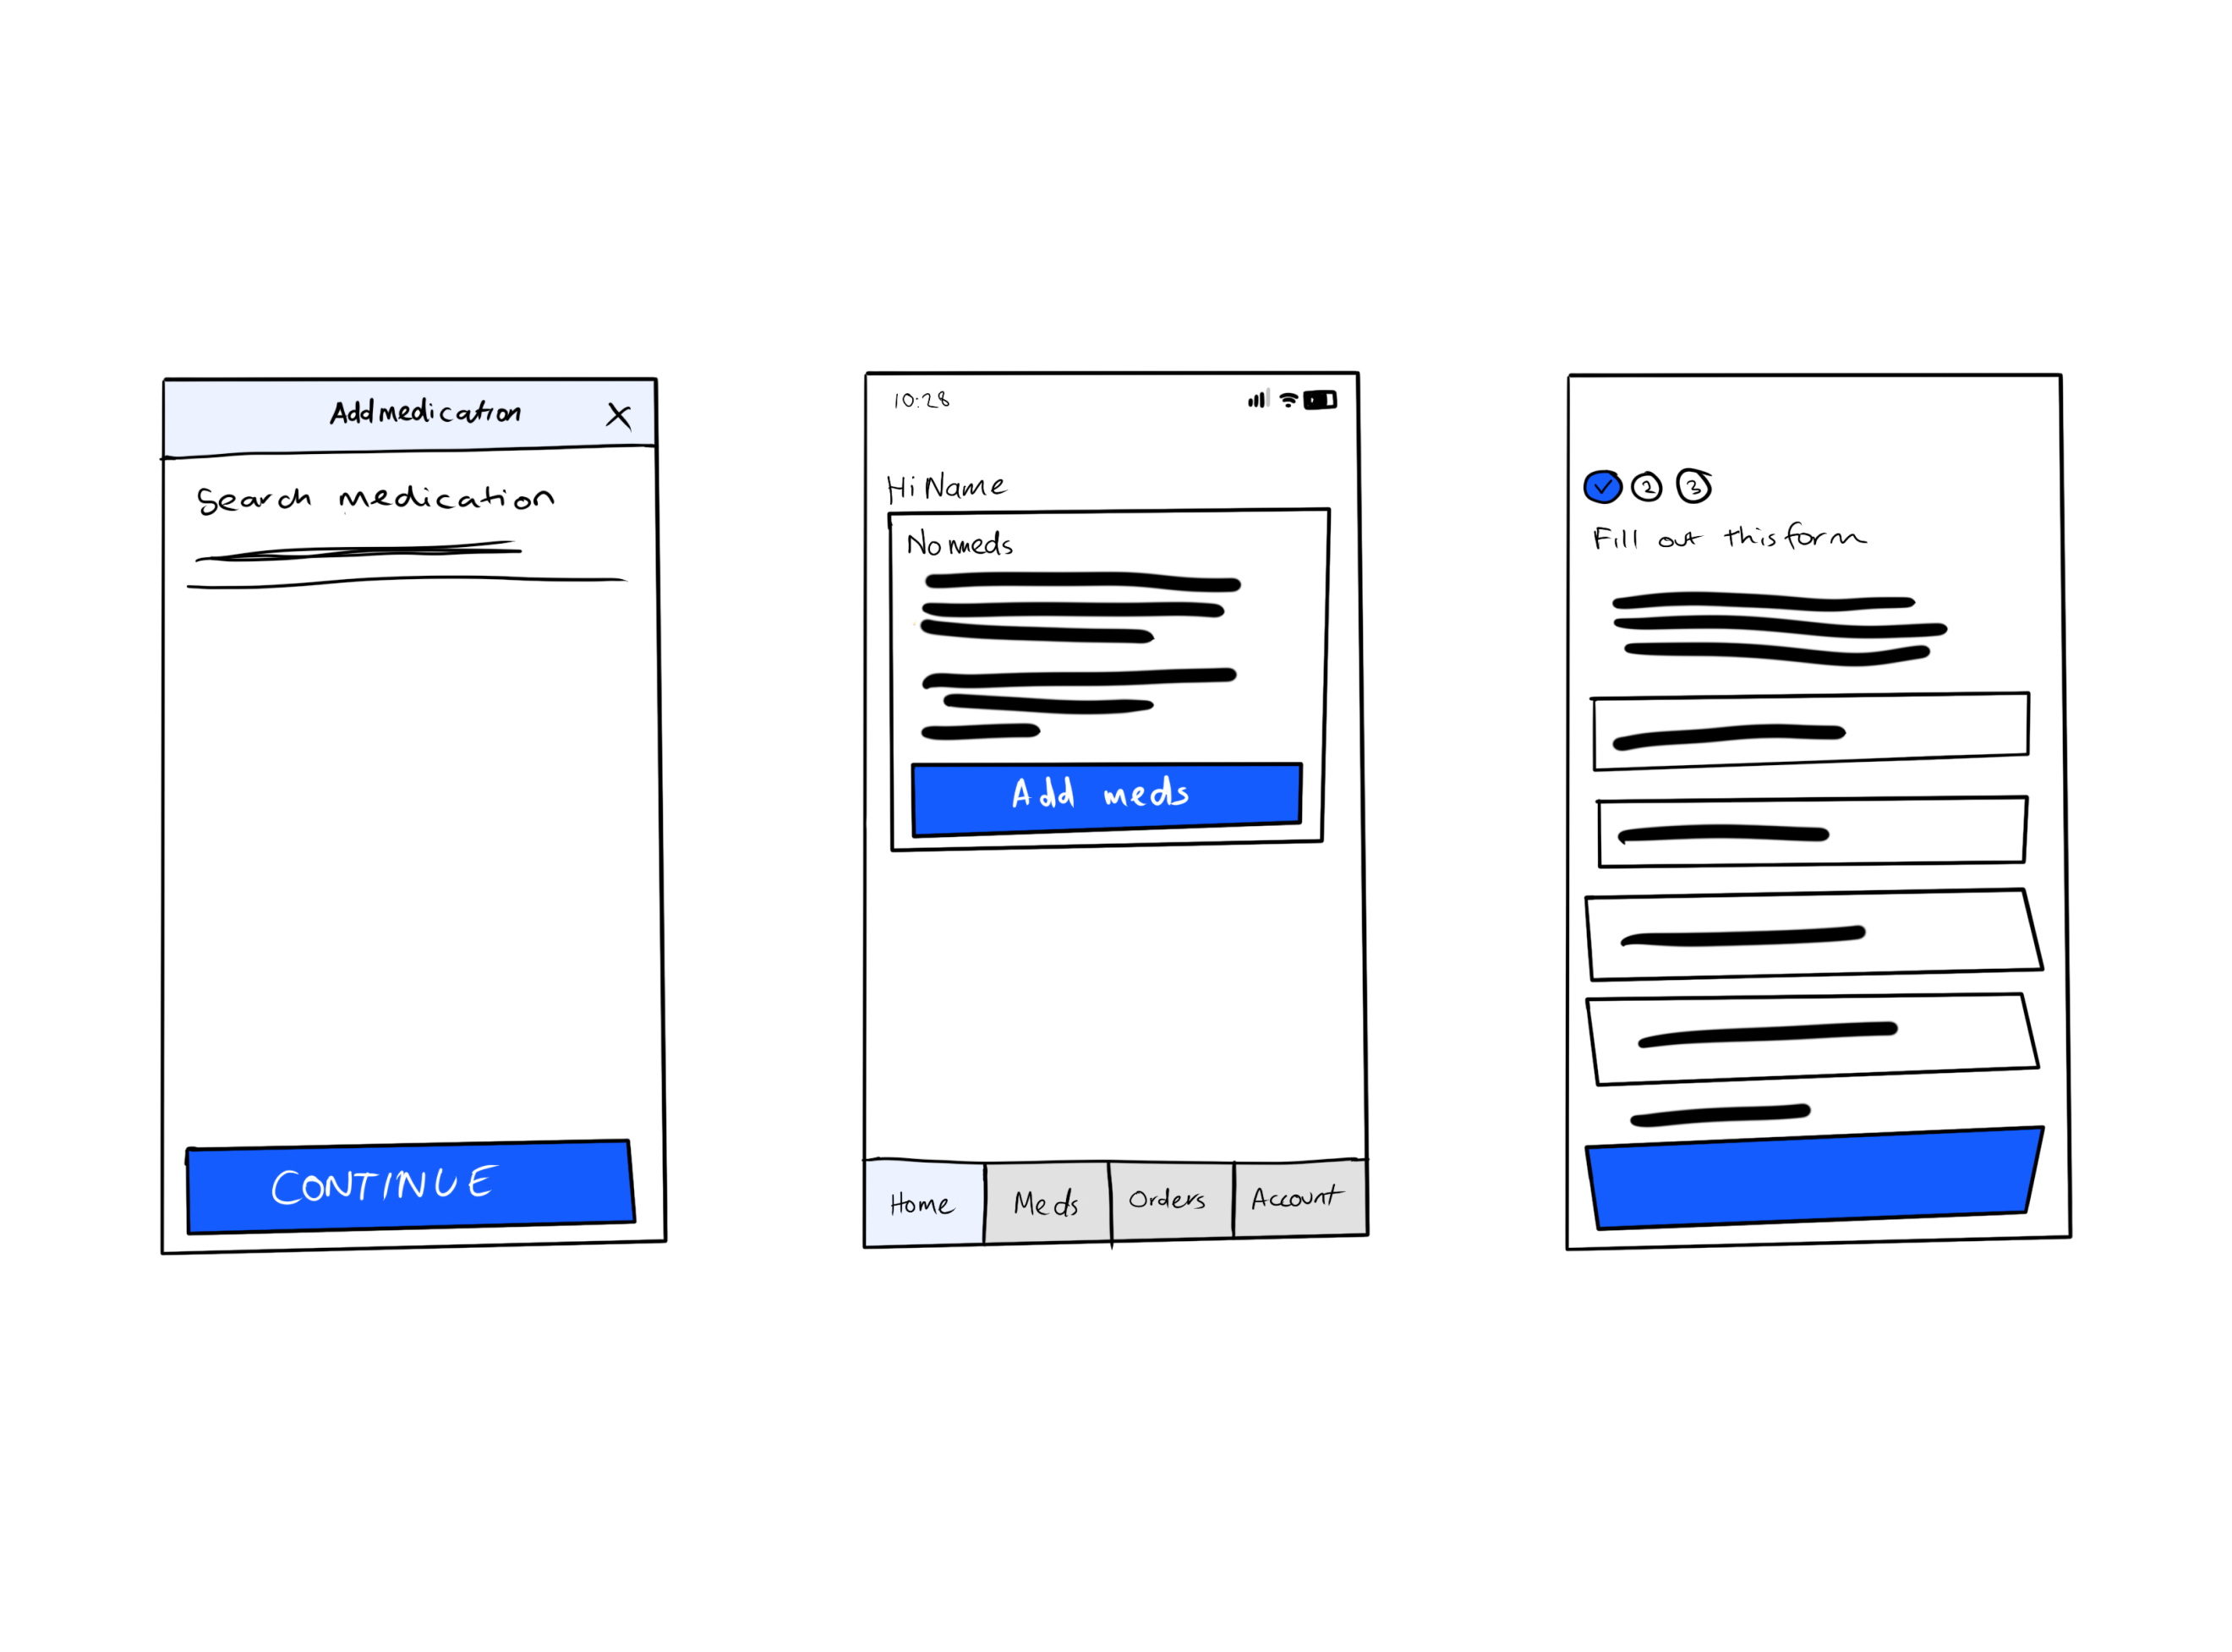 Add medication X
Search medication
CONTINUE
10:28
Hi Name
No meds
Add meds
Home Meds Orders Account
2 3
Fill out this form